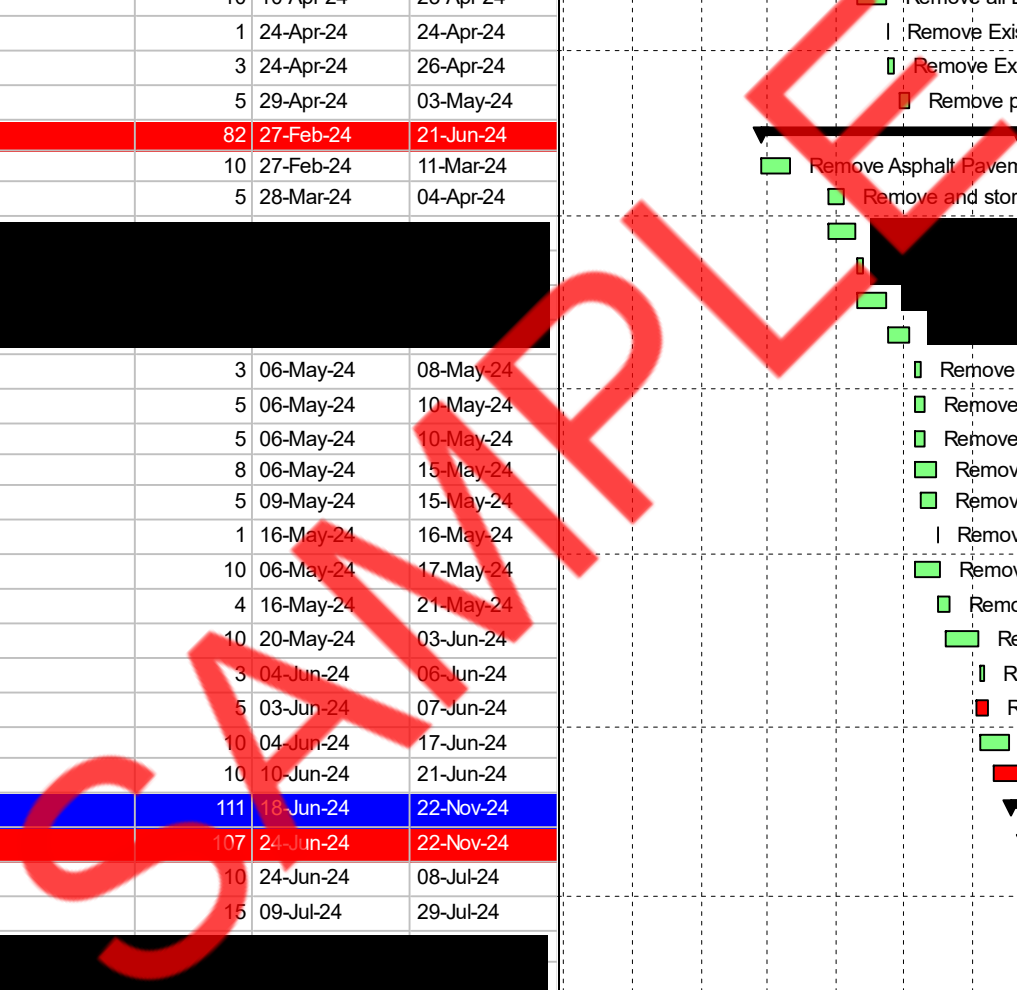 1 24-Apr-24 24-Apr-24 Remove Exis
3 24-Apr-24 26-Apr-24 Remove Ex
5 29-Apr-24 03-May-24 Remove p
82 27-Feb-24 21-Jun-24
10 27-Feb-24 11-Mar-24 Remove Asphalt Pavem
5 28-Mar-24 04-Apr-24 Remove and stor
3 06-May-24 08-May-24 Remove
5 06-May-24 10-May-24 Remove
5 06-May-24 10-May-24 Remove
8 06-May-24 15-May-24 Remov
5 09-May-24 15-May-24 Remov
1 16-May-24 16-May-24 Remov
10 06-May-24 17-May-24 Remov
4 16-May-24 21-May-24 Remo
10 20-May-24 03-Jun-24 Re
3 04-Jun-24 06-Jun-24 R
5 03-Jun-24 07-Jun-24 R
10 04-Jun-24 17-Jun-24
10 10-Jun-24 21-Jun-24
111 18-Jun-24 22-Nov-24
107 24-Jun-24 22-Nov-24
10 24-Jun-24 08-Jul-24
15 09-Jul-24 29-Jul-24
SAMPLE